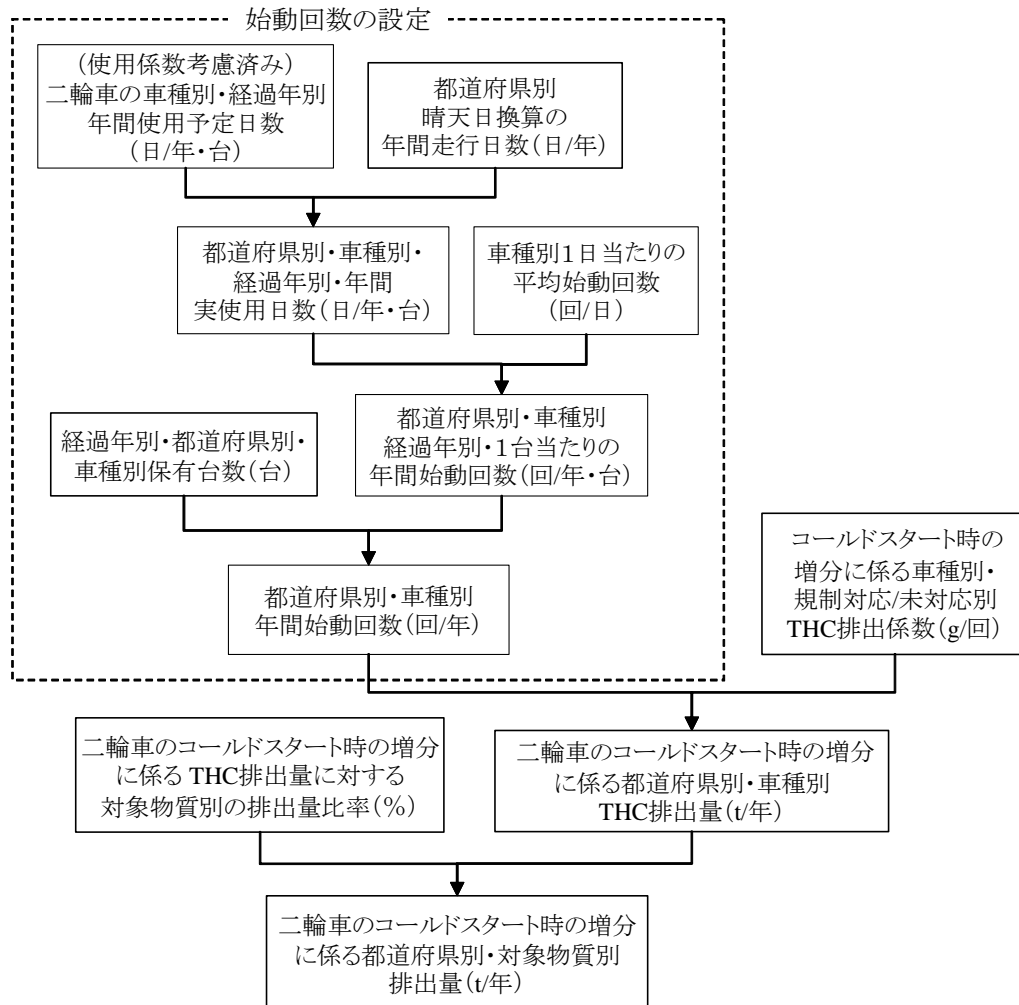 始動回数の設定
(使用係数考慮済み)
二輪車の車種別・経過年別
年間使用予定日数
(日/年・台)
都道府県別
晴天日換算の
年間走行日数(日/年)
都道府県別・車種別・
経過年別・年間
実使用日数(日/年・台)
車種別1日当たりの
平均始動回数
(回/日)
経過年別・都道府県別・
車種別保有台数(台)
都道府県別・車種別
経過年別・1台当たりの
年間始動回数(回/年・台)
都道府県別・車種別
年間始動回数(回/年)
コールドスタート時の
増分に係る車種別・
規制対応/未対応別
THC排出係数(g/回)
二輪車のコールドスタート時の増分
に係る THC排出量に対する
対象物質別の排出量比率(%)
二輪車のコールドスタート時の増分
に係る都道府県別・車種別
THC排出量(t/年)
二輪車のコールドスタート時の増分
に係る都道府県別・対象物質別
排出量(t/年)